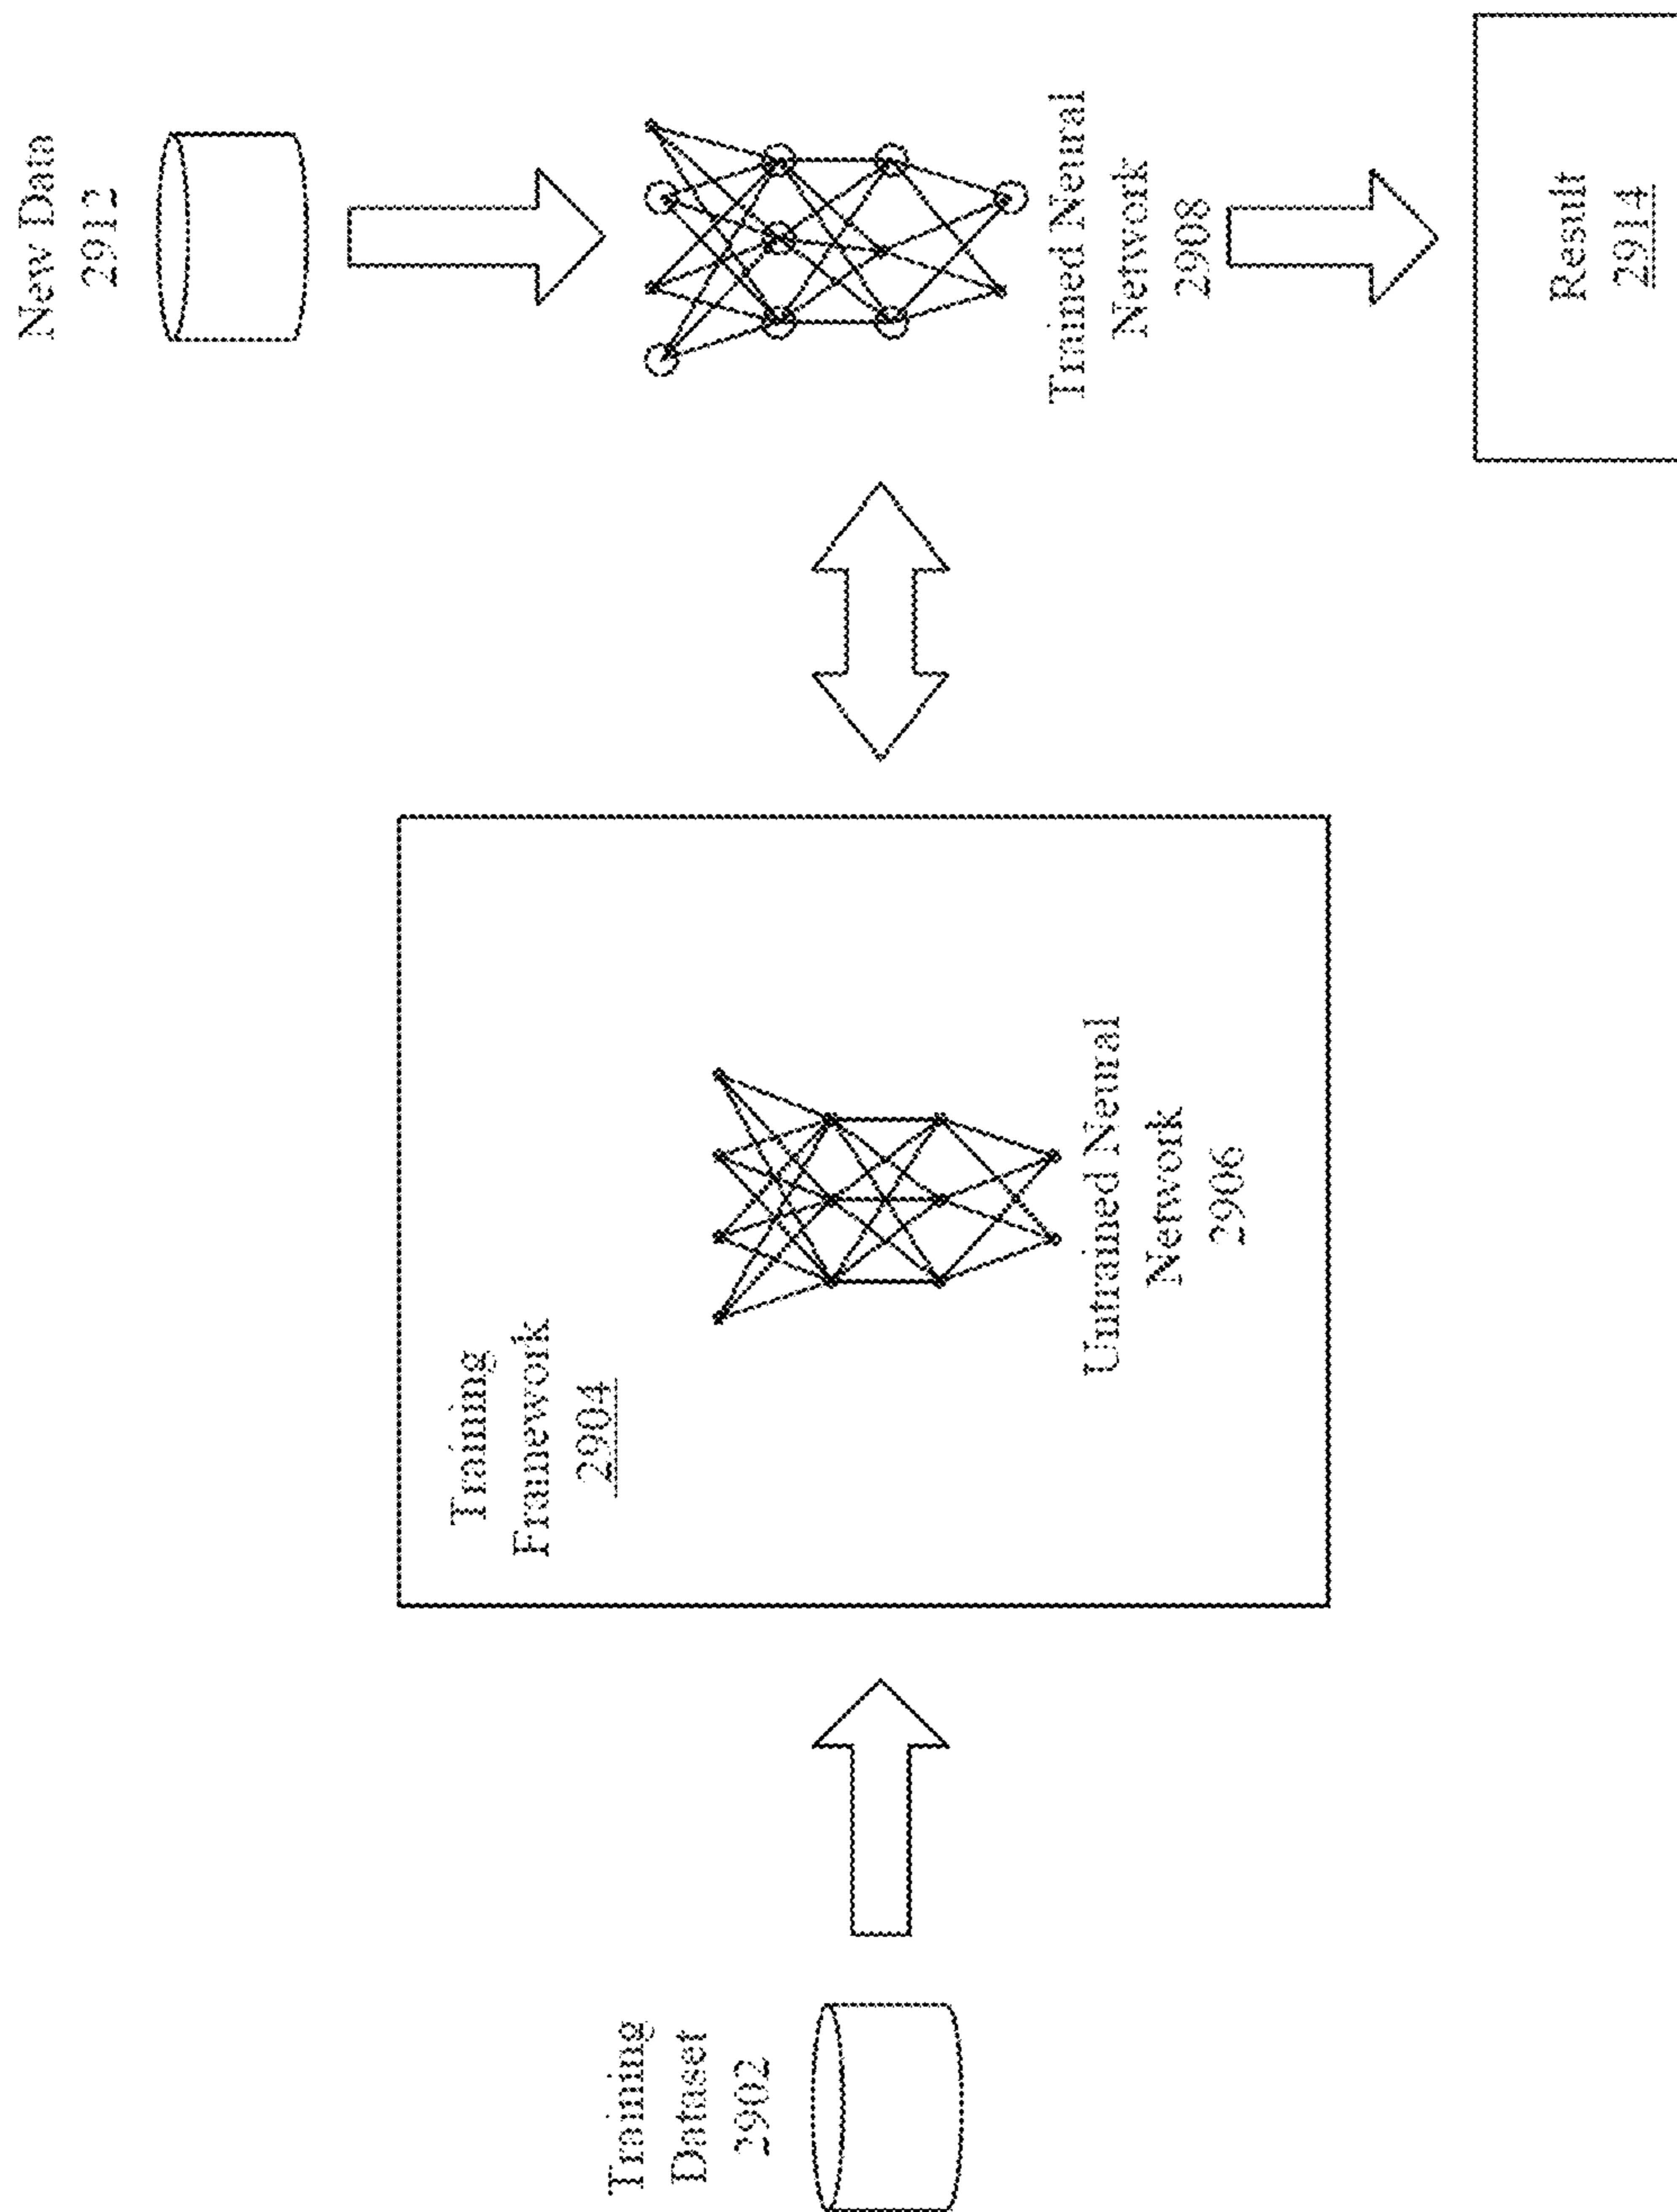 Training
Dataset
2902
Training
Framework
2904
Untrained Neural
Network
2906
New Data
2912
Trained Neural
Network
2908
Result
2914